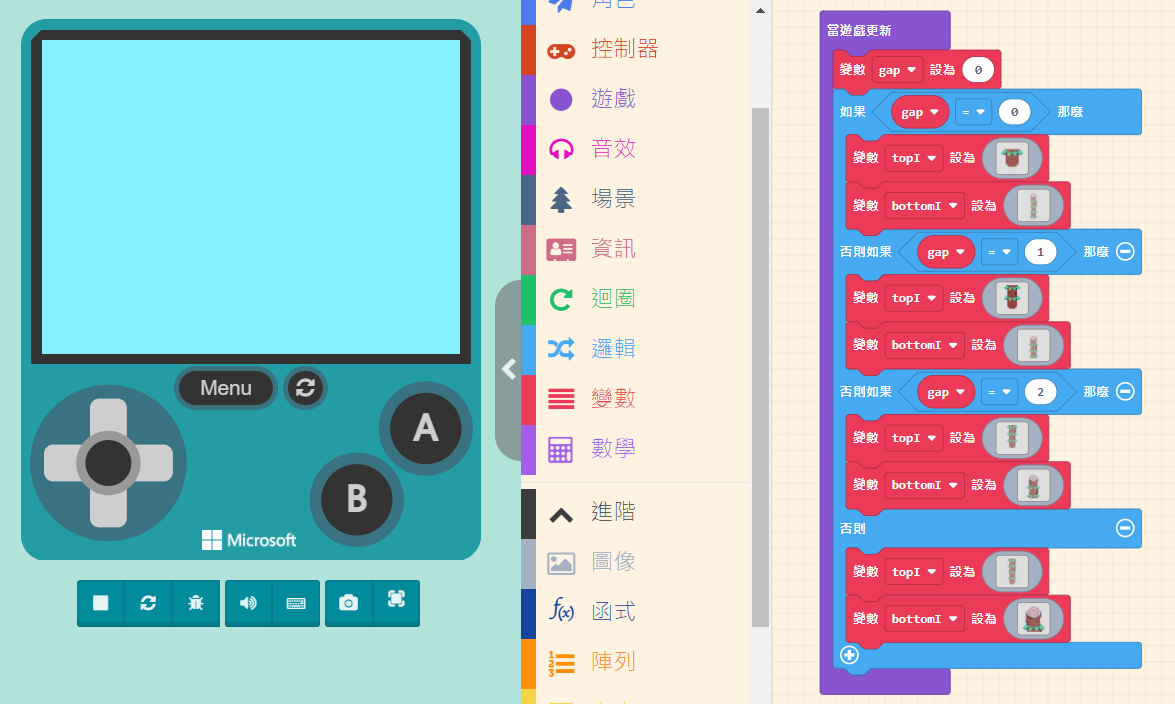 Menu
A
B
Microsoft
角色
控制器
遊戲
音效
場景
資訊
迴圈
邏輯
變數
數學
進階
圖像
f(x) 函式
1 2 3 陣列
當遊戲更新
變數 gap 設為 0
如果 gap = 0 那麼
變數 topI 設為
變數 bottomI 設為
否則如果 gap = 1 那麼
變數 topI 設為
變數 bottomI 設為
否則如果 gap = 2 那麼
變數 topI 設為
變數 bottomI 設為
否則
變數 topI 設為
變數 bottomI 設為